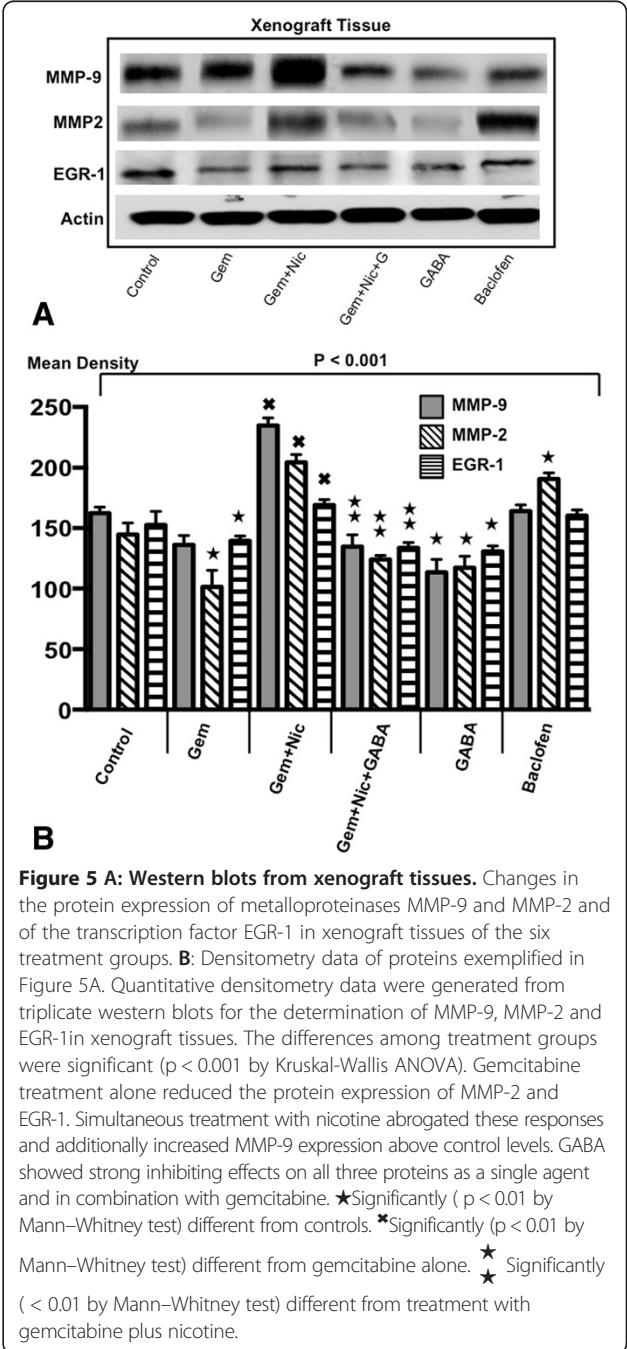 Xenograft Tissue
MMP-9
MMP2
EGR-1
Actin
Control Gem Gem+Nic Gem+Nic+G GABA Baclofen
A
Mean Density P < 0.001
250
200
150
100
50
0
MMP-9
MMP-2
EGR-1
Control Gem Gem+Nic Gem+Nic+GABA GABA Baclofen
B
Figure 5 A: Western blots from xenograft tissues. Changes in
the protein expression of metalloproteinases MMP-9 and MMP-2 and
of the transcription factor EGR-1 in xenograft tissues of the six
treatment groups. B: Densitometry data of proteins exemplified in
Figure 5A. Quantitative densitometry data were generated from
triplicate western blots for the determination of MMP-9, MMP-2 and
EGR-1in xenograft tissues. The differences among treatment groups
were significant (p < 0.001 by Kruskal-Wallis ANOVA). Gemcitabine
treatment alone reduced the protein expression of MMP-2 and
EGR-1. Simultaneous treatment with nicotine abrogated these responses
and additionally increased MMP-9 expression above control levels. GABA
showed strong inhibiting effects on all three proteins as a single agent
and in combination with gemcitabine. ★Significantly ( p < 0.01 by
Mann–Whitney test) different from controls. ✖Significantly (p < 0.01 by
Mann–Whitney test) different from gemcitabine alone. ★★ Significantly
( < 0.01 by Mann–Whitney test) different from treatment with
gemcitabine plus nicotine.